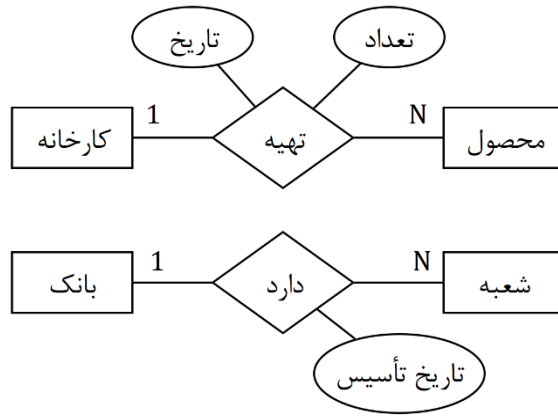 تاریخ
تعداد
کارخانه
1
تهیه
N
محصول
بانک
1
دارد
N
شعبه
تاریخ تأسیس